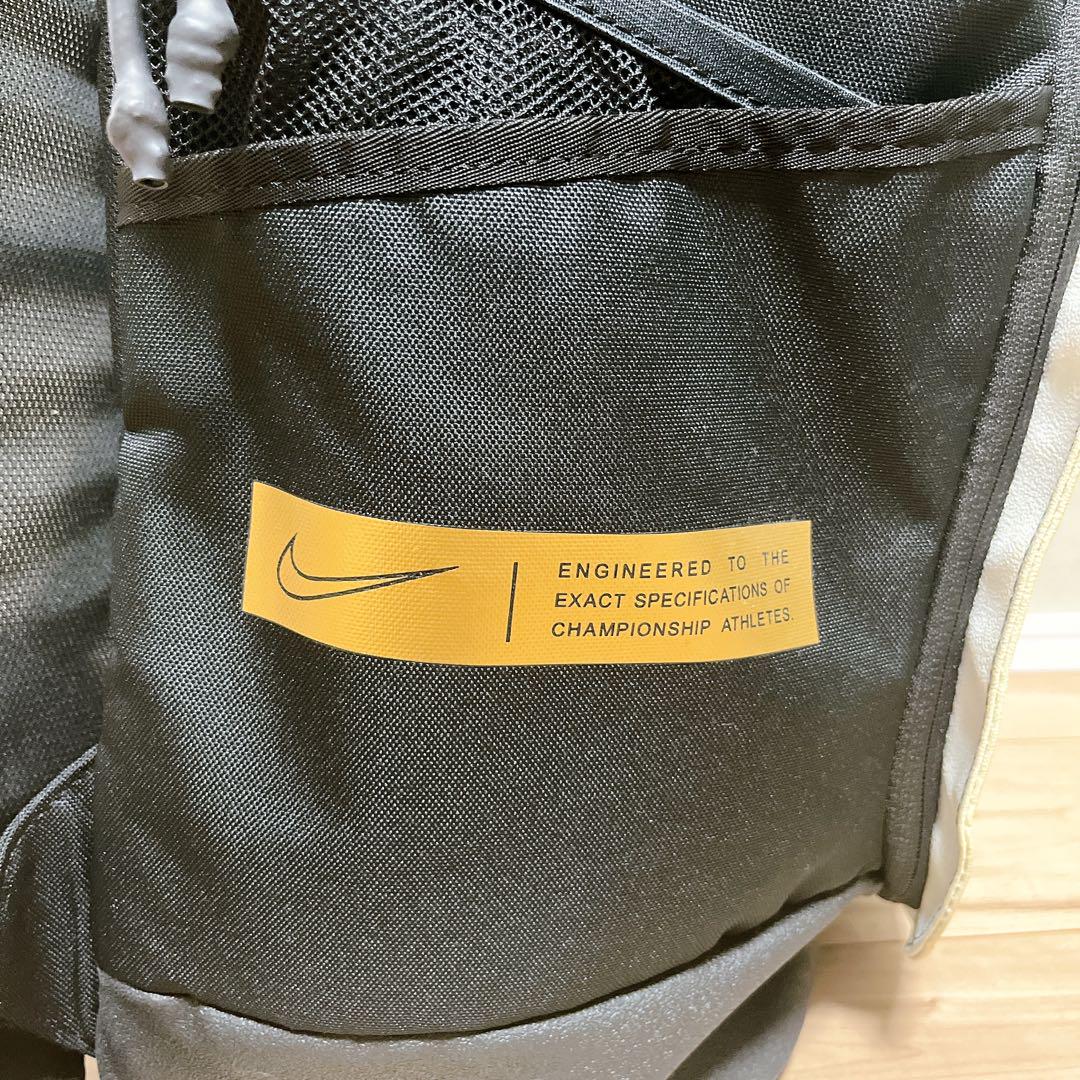 ENGINEERED TO THE
EXACT SPECIFICATIONS OF
CHAMPIONSHIP ATHLETES.